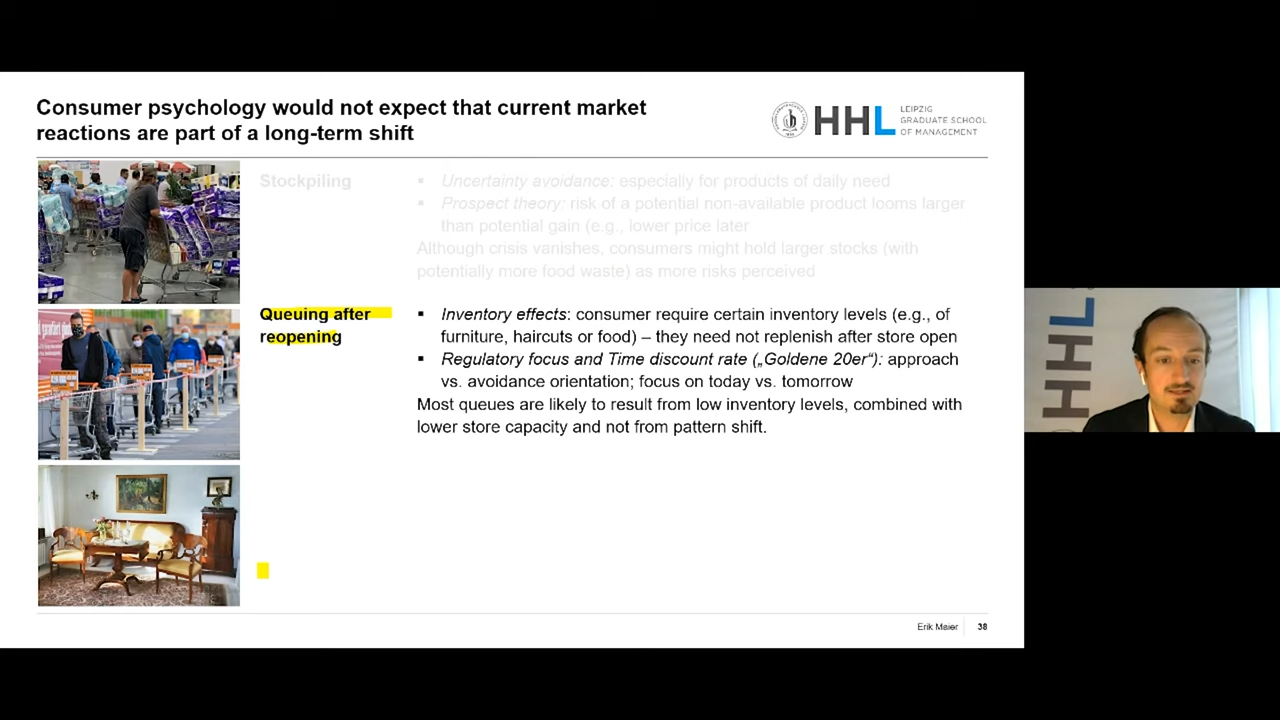 Consumer psychology would not expect that current market
reactions are part of a long-term shift
HHL
LEIPZIG
GRADUATE SCHOOL
OF MANAGEMENT
Stockpiling
▪ Uncertainty avoidance: especially for products of daily need
▪ Prospect theory: risk of a potential non-available product looms larger
than potential gain (e.g., lower price later
Although crisis vanishes, consumers might hold larger stocks (with
potentially more food waste) as more risks perceived
Queuing after
reopening
▪ Inventory effects: consumer require certain inventory levels (e.g., of
furniture, haircuts or food) – they need not replenish after store open
▪ Regulatory focus and Time discount rate („Goldene 20er“): approach
vs. avoidance orientation; focus on today vs. tomorrow
Most queues are likely to result from low inventory levels, combined with
lower store capacity and not from pattern shift.
Erik Maier
38
HHL